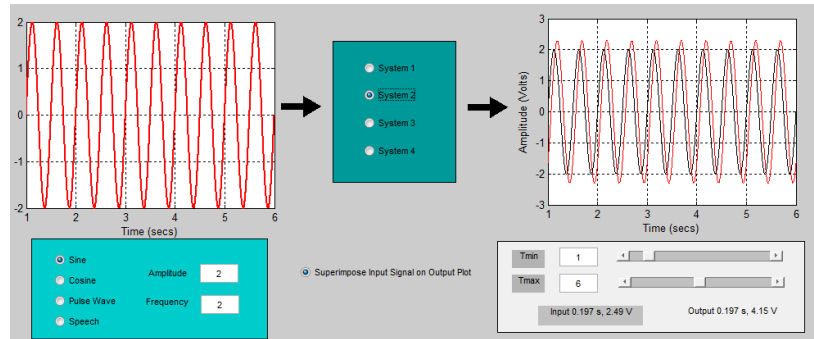 2
1
0
-1
-2
1 2 3 4 5 6
Time (secs)
System 1
System 2
System 3
System 4
Amplitude (Volts)
3
2
1
0
-1
-2
-3
1 2 3 4 5 6
Time (secs)
Sine
Cosine
Pulse Wave
Speech
Amplitude 2
Frequency 2
Superimpose Input Signal on Output Plot
Tmin 1
Tmax 6
Input 0.197 s, 2.49 V
Output 0.197 s, 4.15 V